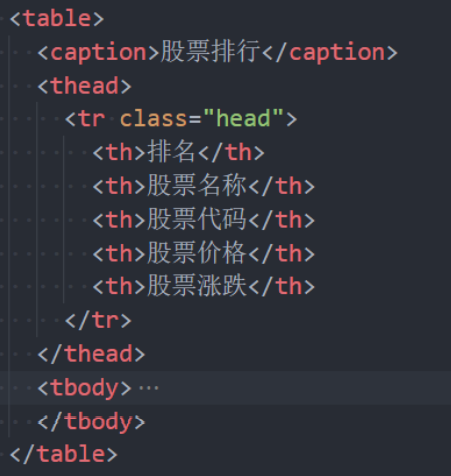 <table>
<caption>股票排行</caption>
<thead>
<tr class="head">
<th>排名</th>
<th>股票名称</th>
<th>股票代码</th>
<th>股票价格</th>
<th>股票涨跌</th>
</tr>
</thead>
<tbody>…
</tbody>
</table>